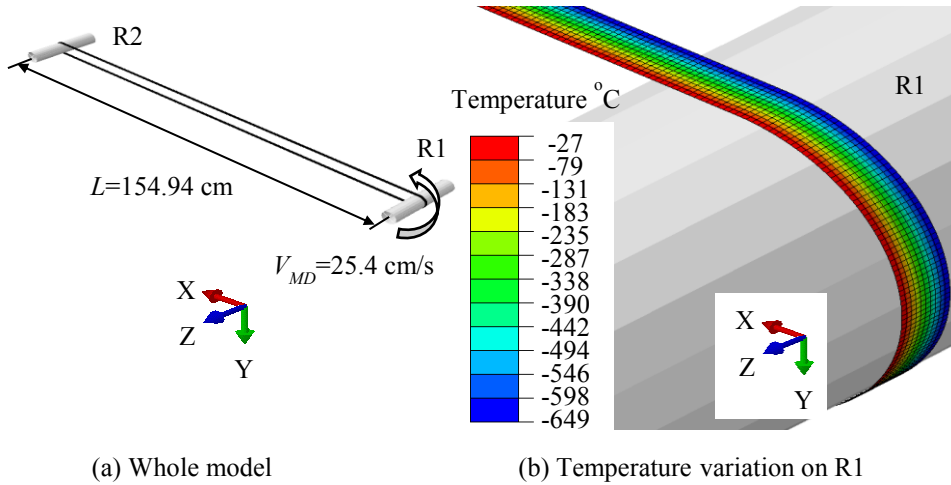 R2
R1
L=154.94 cm
V_MD=25.4 cm/s
X
Z
Y
(a) Whole model
Temperature °C
-27
-79
-131
-183
-235
-287
-338
-390
-442
-494
-546
-598
-649
R1
X
Z
Y
(b) Temperature variation on R1